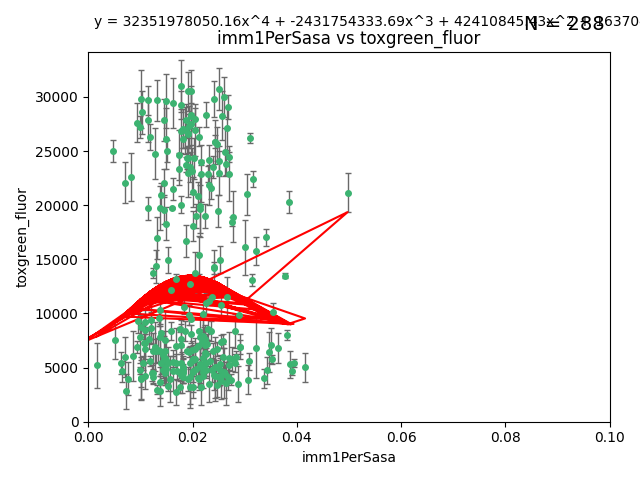 y = 32351978050.16x^4 + -2431754333.69x^3 + 42410845
N = 288
imm1PerSasa vs toxgreen_fluor
30000
25000
20000
15000
10000
5000
0
toxgreen_fluor
0.00 0.02 0.04 0.06 0.08 0.10
imm1PerSasa